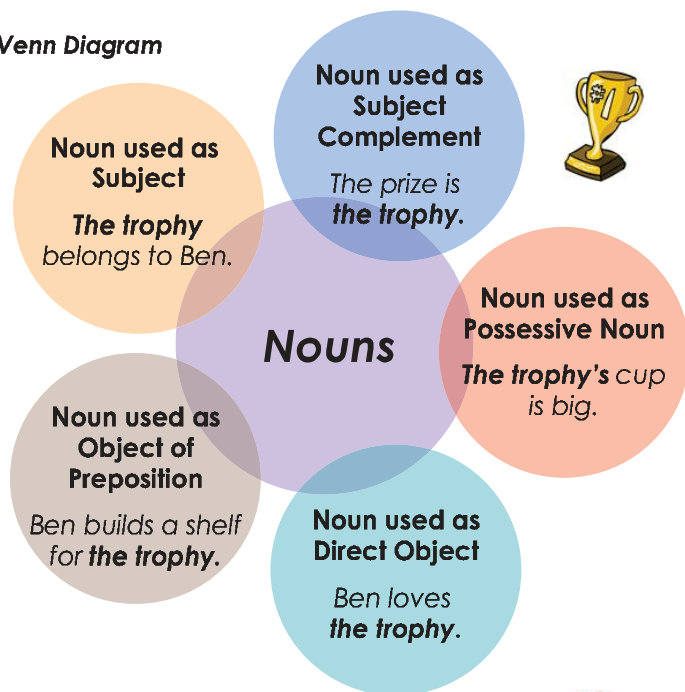 Venn Diagram
Noun used as
Subject
Complement
The prize is
the trophy.
#1
Noun used as
Subject
The trophy
belongs to Ben.
Nouns
Noun used as
Possessive Noun
The trophy's cup
is big.
Noun used as
Object of
Preposition
Ben builds a shelf
for the trophy.
Noun used as
Direct Object
Ben loves
the trophy.